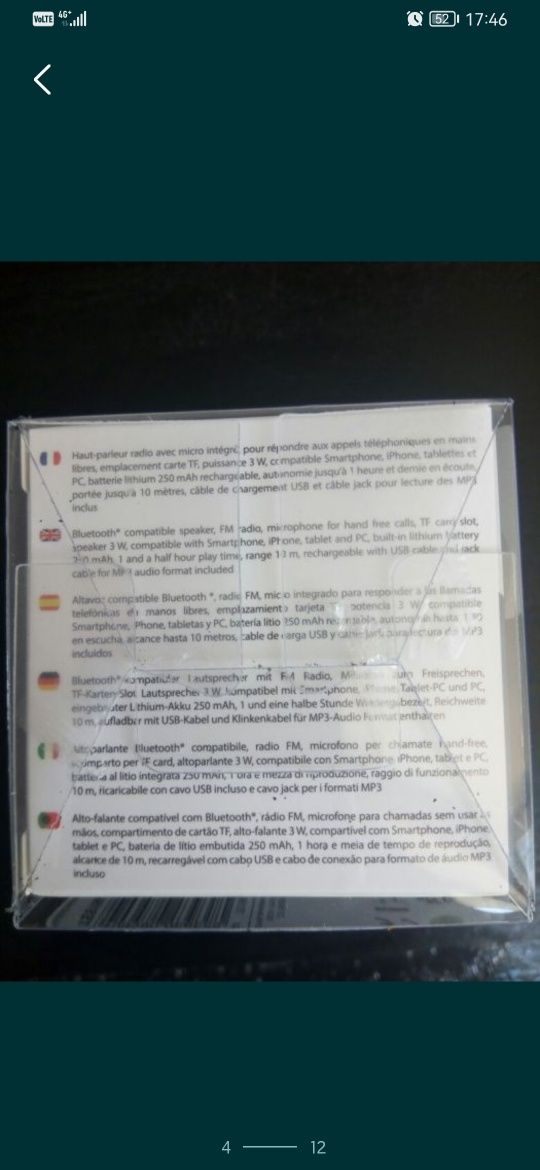 VoLTE 4G+ 52 17:46
Haut-parleur radio avec micro intégré, pour répondre aux appels téléphoniques en mains
libres, emplacement carte TF, puissance 3 W, compatible Smartphone, iPhone, tablettes et
PC, batterie lithium 250 mAh rechargeable, autonomie jusqu'à 1 heure et demie en écoute,
portée jusqu'à 10 mètres, câble de chargement USB et câble jack pour lecture des MP3
inclus
Bluetooth* compatible speaker, FM radio, microphone for hand free calls, TF card slot,
speaker 3 W, compatible with Smartphone, iPhone, tablet and PC, built-in lithium battery
250 mAh, 1 and a half hour play time, range 10 m, rechargeable with USB cable and jack
cable for MP3 audio format included
Altavoz compatible Bluetooth *, radio FM, micro integrado para responder a las llamadas
telefónicas en manos libres, emplazamiento tarjeta potencia 3 W compatible
Smartphone, iPhone, tabletas y PC, batería litio 250 mAh autonomía hasta
en escucha, alcance hasta 10 metros, cable de carga USB y cable Jack para lectura de MP3
incluidos
Bluetooth* kompatibler Lautsprecher mit FM Radio, zum Freisprechen,
TF-Karten Slot Lautsprecher 3 W kompatibel mit Smartphone, iPhone, Tablet-PC und PC,
eingebauter Lithium-Akku 250 mAh, 1 und eine halbe Stunde Wiedergabezeit, Reichweite
10 m, aufladbar mit USB-Kabel und Klinkenkabel für MP3-Audio Format enthalten
Altoparlante Bluetooth* compatibile, radio FM, microfono per chiamate hand-free,
scomparto per TF card, altoparlante 3 W, compatibile con Smartphone, iPhone, tablet e PC,
batteria al litio integrata 250 mAh, 1 ora e mezza di riproduzione, raggio di funzionamento
10 m, ricaricabile con cavo USB incluso e cavo jack per i formati MP3
Alto-falante compatível com Bluetooth*, rádio FM, microfone para chamadas sem usar as
mãos, compartimento de cartão TF, alto-falante 3 W, compartível com Smartphone, iPhone
tablet e PC, bateria de lítio embutida 250 mAh, 1 hora e meia de tempo de reprodução,
alcance de 10 m, recarregável com cabo USB e cabo de conexão para formato de áudio MP3
incluso
4 12